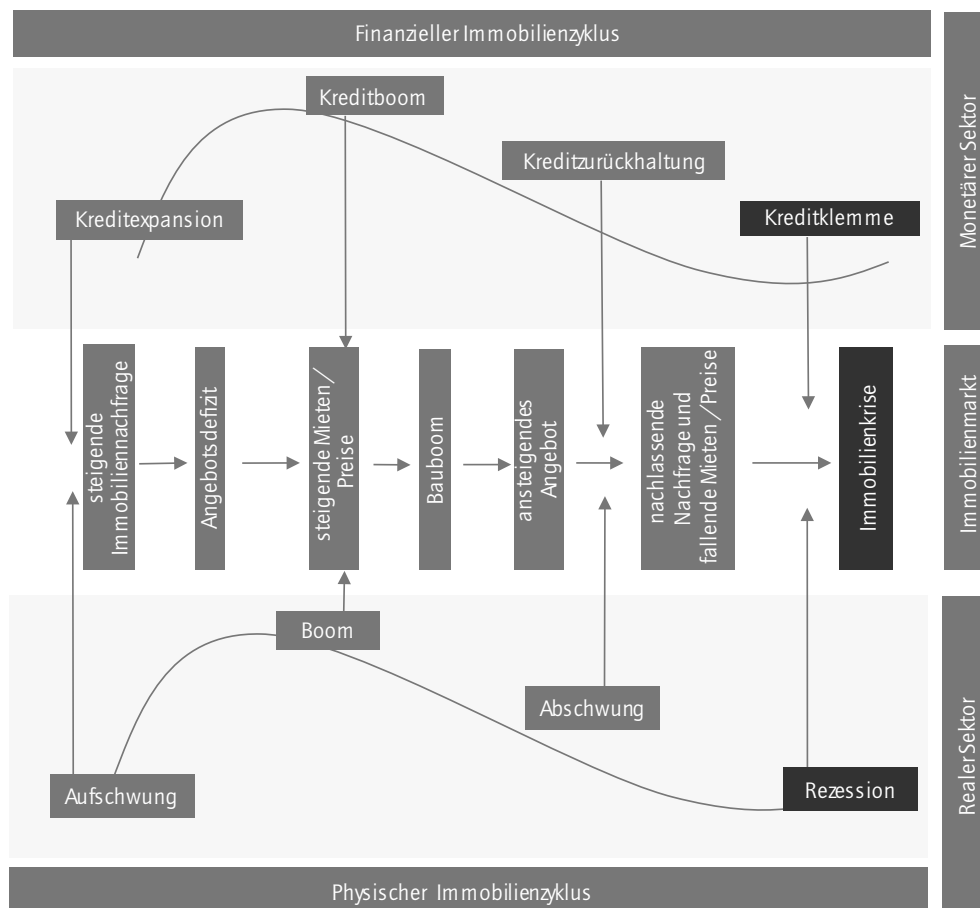 Finanzieller Immobilienzyklus
Monetärer Sektor
Kreditboom
Kreditzurückhaltung
Kreditexpansion
Kreditklemme
steigende
Immobiliennachfrage
Angebotsdefizit
steigende Mieten /
Preise
Bauboom
ansteigendes
Angebot
nachlassende
Nachfrage und
fallende Mieten / Preise
Immobilienkrise
Immobilienmarkt
Boom
Abschwung
Aufschwung
Rezession
Realer Sektor
Physischer Immobilienzyklus